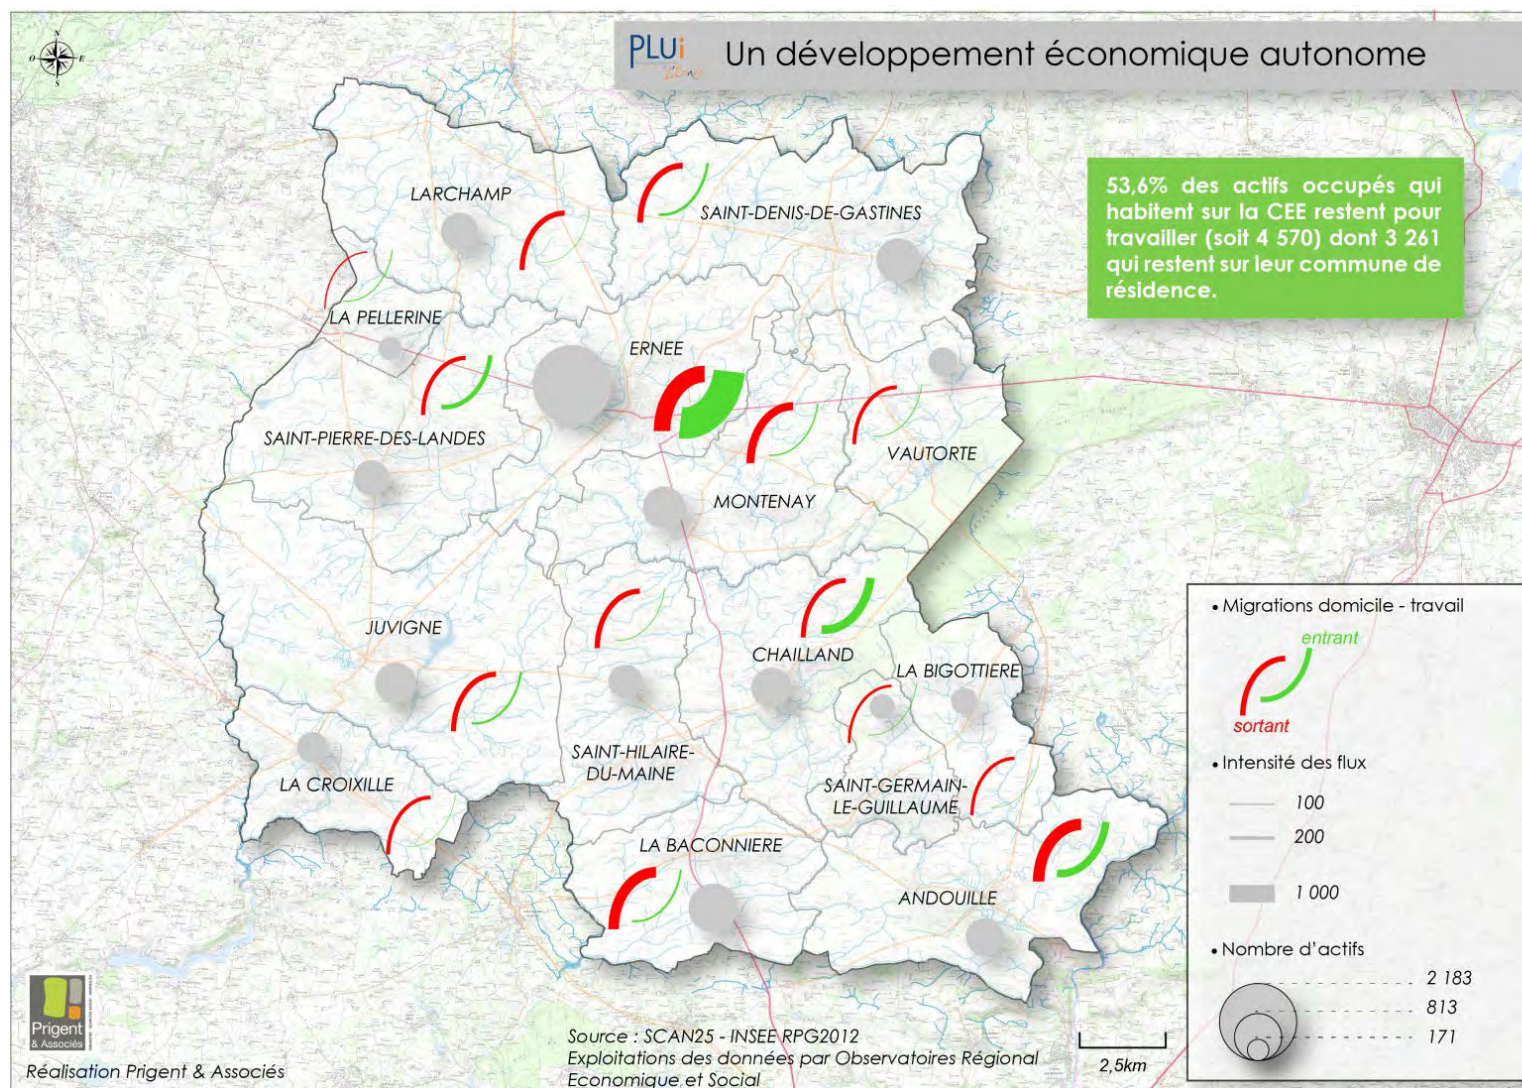 PLUi
L'Ernée
Un développement économique autonome
N
O
E
S
53,6% des actifs occupés qui
habitent sur la CEE restent pour
travailler (soit 4 570) dont 3 261
qui restent sur leur commune de
résidence.
LARCHAMP
SAINT-DENIS-DE-GASTINES
LA PELLERINE
ERNEE
SAINT-PIERRE-DES-LANDES
VAUTORTE
MONTENAY
JUVIGNE
CHAILLAND
LA BIGOTTIERE
SAINT-HILAIRE-
DU-MAINE
LA CROIXILLE
SAINT-GERMAIN-
LE-GUILLAUME
LA BACONNIERE
ANDOUILLE
• Migrations domicile - travail
entrant
sortant
• Intensité des flux
100
200
1 000
• Nombre d'actifs
2 183
813
171
2,5km
Prigent
& Associés
Réalisation Prigent & Associés
Source : SCAN25 - INSEE RPG2012
Exploitations des données par Observatoires Régional
Economique et Social